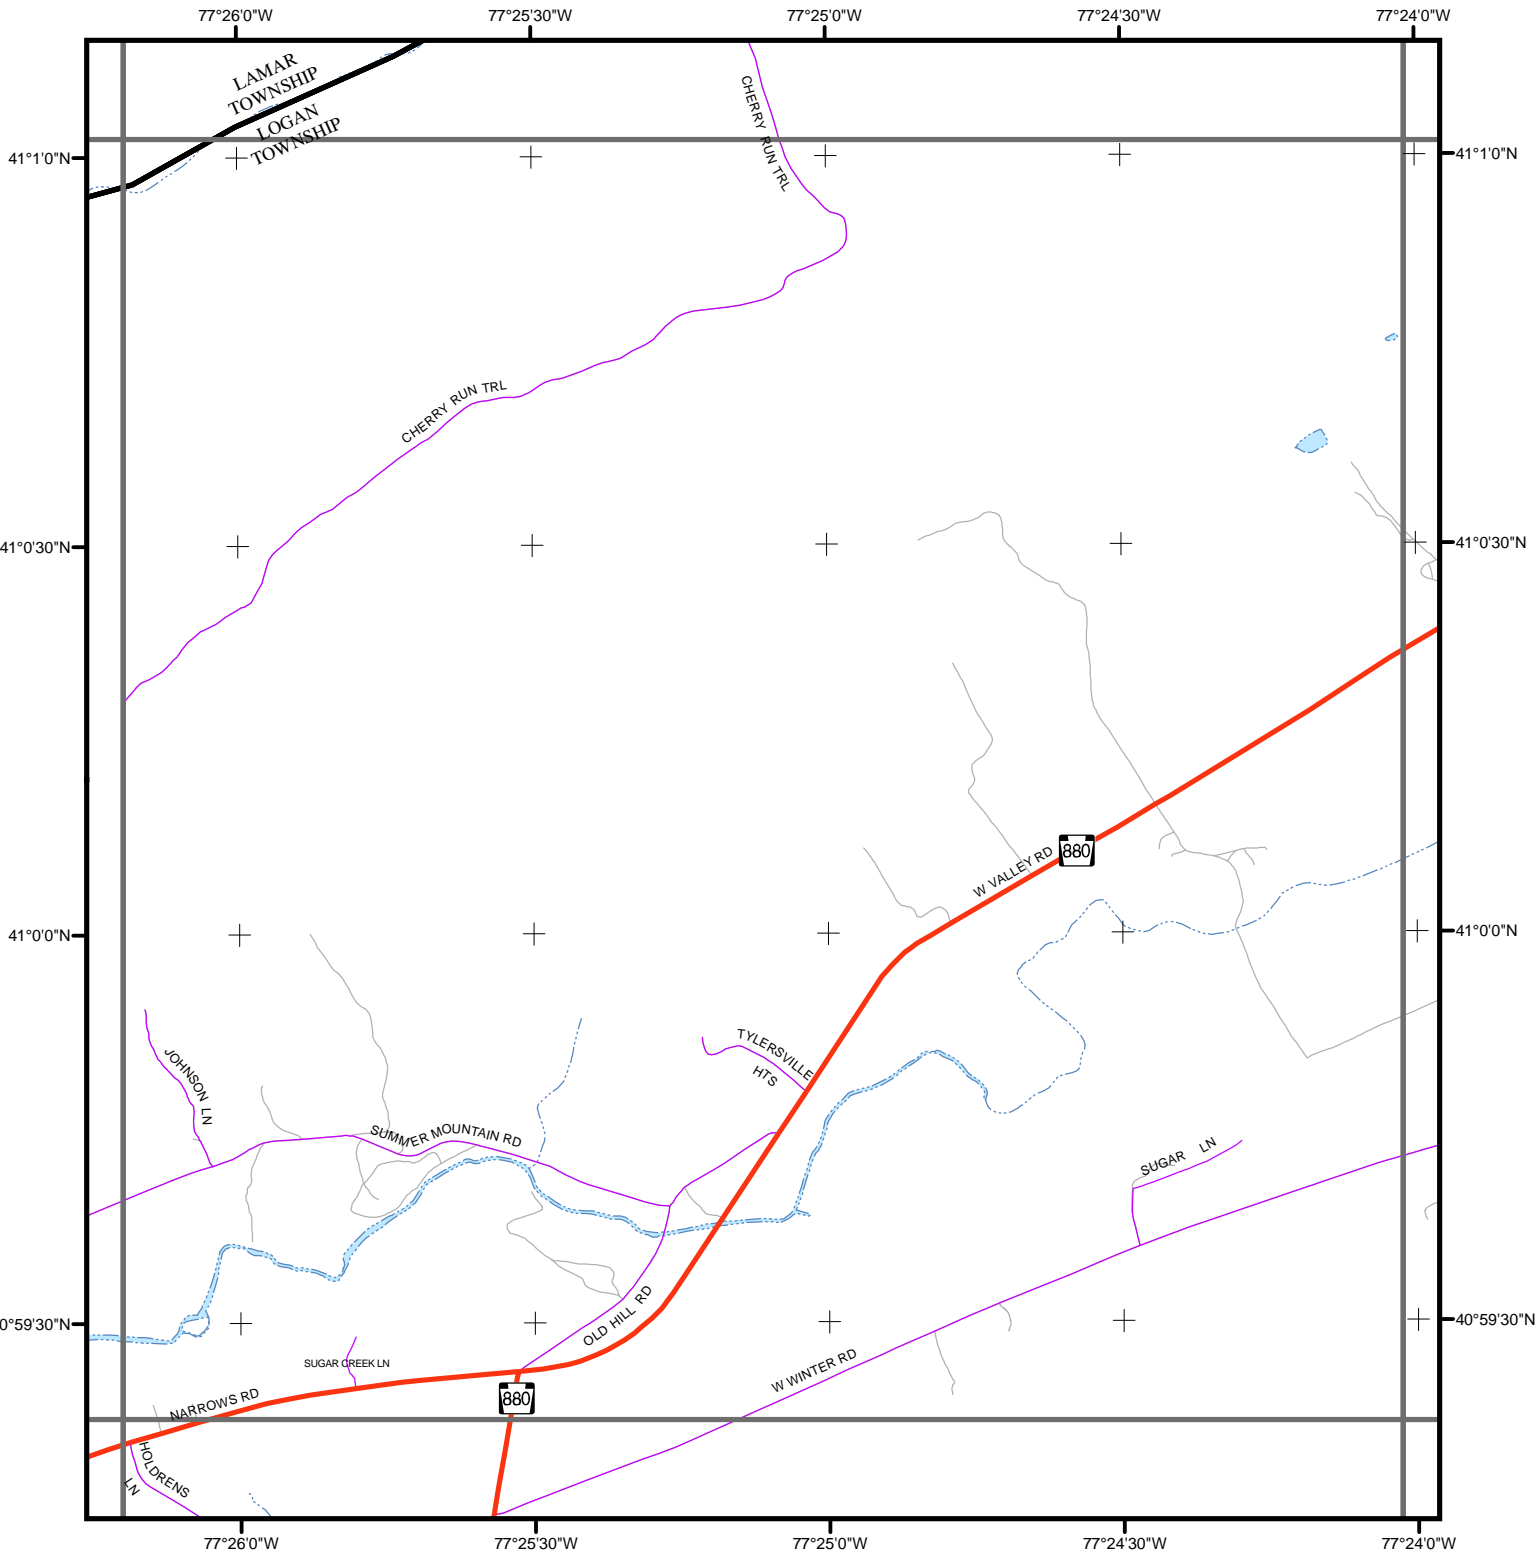 77°26'0"W 77°25'30"W 77°25'0"W 77°24'30"W 77°24'0"W
LAMAR
TOWNSHIP
LOGAN
TOWNSHIP
CHERRY RUN TRL
41°1'0"N 41°1'0"N
CHERRY RUN TRL
41°0'30"N 41°0'30"N
W VALLEY RD
880
41°0'0"N 41°0'0"N
TYLERSVILLE
HTS
JOHNSON LN
SUMMER MOUNTAIN RD
SUGAR LN
OLD HILL RD
0°59'30"N 40°59'30"N
SUGAR CREEK LN
W WINTER RD
NARROWS RD
880
HOLDRENS
LN
77°26'0"W 77°25'30"W 77°25'0"W 77°24'30"W 77°24'0"W